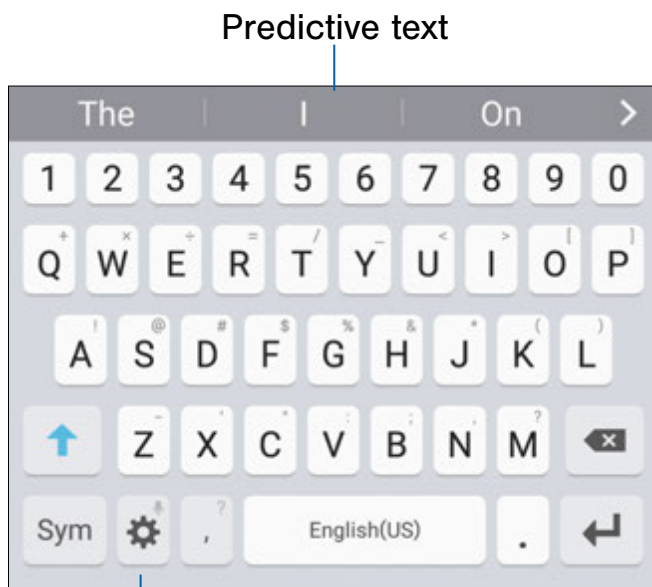 Predictive text
The I On >
1 2 3 4 5 6 7 8 9 0
+ × ÷ = / _ < > [ ]
Q W E R T Y U I O P
! @ # $ % & * ( )
A S D F G H J K L
?
Z X C V B N M
?
Sym , English(US) .